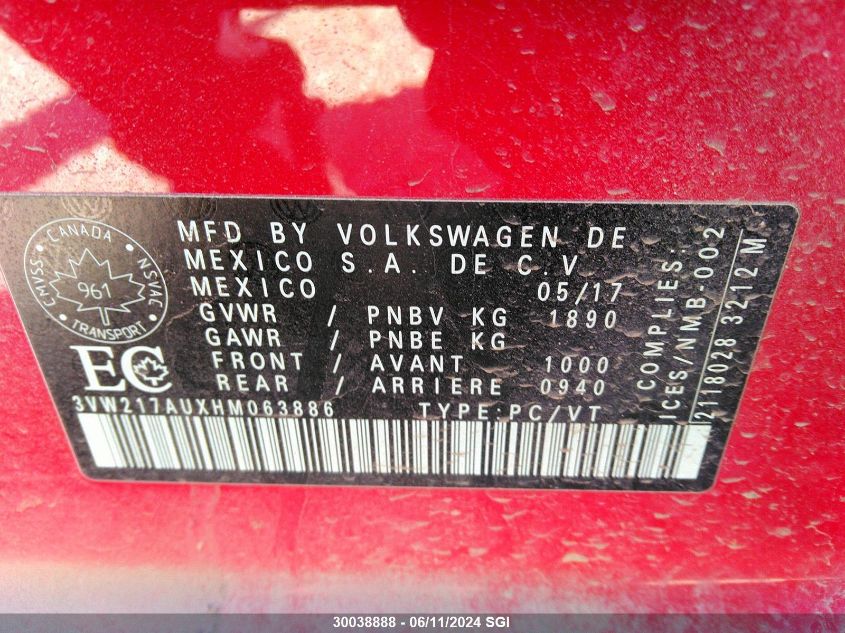 CANADA
CMVSS
NSVAC
961
TRANSPORT
EC
MFD BY VOLKSWAGEN DE
MEXICO S.A. DE C.V
MEXICO 05/17
GVWR / PNBV KG 1890
GAWR / PNBE KG
FRONT / AVANT 1000
REAR / ARRIERE 0940
3VW217AUXHM063886 TYPE:PC/VT
COMPLIES:
ICES/NMB-002
2118028 3212M
30038888 - 06/11/2024 SGI